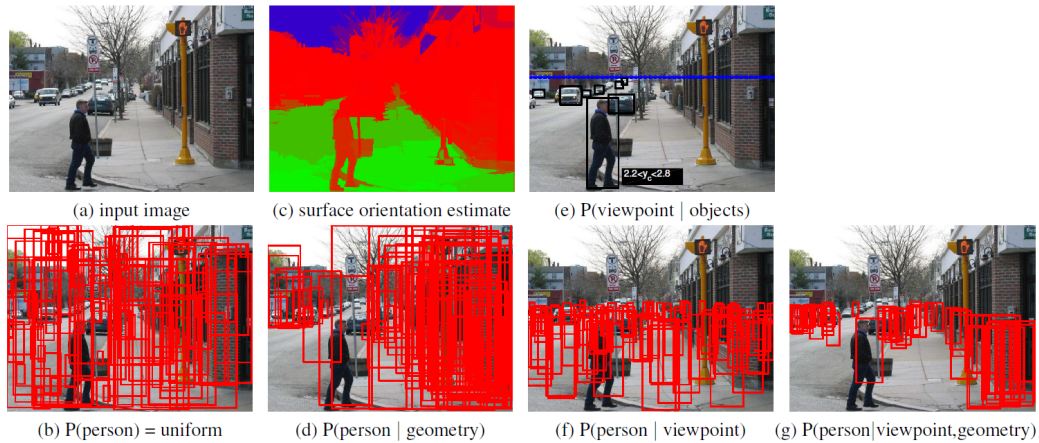 2.2<y_c<2.8
(a) input image
(c) surface orientation estimate
(e) P(viewpoint | objects)
(b) P(person) = uniform
(d) P(person | geometry)
(f) P(person | viewpoint)
(g) P(person|viewpoint,geometry)